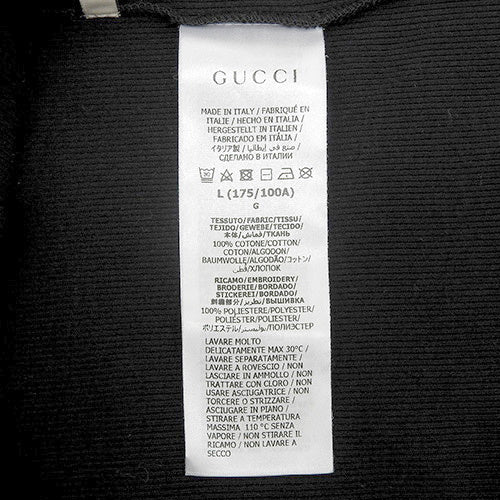 GUCCI
MADE IN ITALY / FABRIQUÉ EN
ITALIE / HECHO EN ITALIA /
HERGESTELLT IN ITALIEN /
FABRICADO EM ITÁLIA /
イタリア製 / صنع في إيطاليا /
СДЕЛАНО В ИТАЛИИ
L (175/100A)
G
TESSUTO/FABRIC/TISSU/
TEJIDO/GEWEBE/TECIDO/
本体/قماش/ТКАНЬ
100% COTONE/COTTON/
COTON/ALGODON/
BAUMWOLLE/ALGODÃO/コットン/
قطن/ХЛОПОК
RICAMO/EMBROIDERY/
BRODERIE/BORDADO/
STICKEREI/BORDADO/
刺繍部分/تطريز/ВЫШИВКА
100% POLIESTERE/POLYESTER/
POLIÉSTER/POLIESTER/
ポリエステル/بوليستر/ПОЛИЭСТЕР
LAVARE MOLTO
DELICATAMENTE MAX 30°C/
LAVARE SEPARATAMENTE /
LAVARE A ROVESCIO / NON
LASCIARE IN AMMOLLO / NON
TRATTARE CON CLORO / NON
USARE ASCIUGATRICE / NON
TORCERE O STRIZZARE /
ASCIUGARE IN PIANO /
STIRARE A TEMPERATURA
MASSIMA 110 °C SENZA
VAPORE / NON STIRARE IL
RICAMO / NON LAVARE A
SECCO